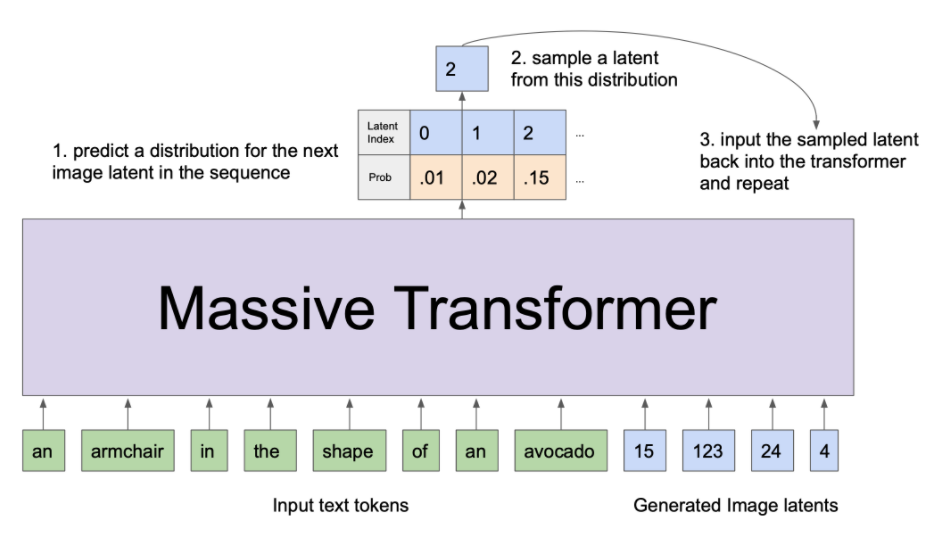 2
2. sample a latent
from this distribution
1. predict a distribution for the next
image latent in the sequence
Latent
Index
0 1 2 ...
Prob .01 .02 .15 ...
3. input the sampled latent
back into the transformer
and repeat
Massive Transformer
an armchair in the shape of an avocado 15 123 24 4
Input text tokens
Generated Image latents